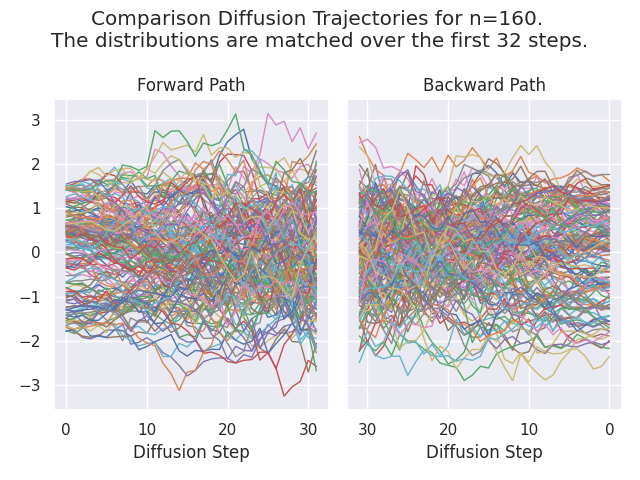 Comparison Diffusion Trajectories for n=160.
The distributions are matched over the first 32 steps.
Forward Path
Backward Path
3
2
1
0
−1
−2
−3
0 10 20 30
30 20 10 0
Diffusion Step
Diffusion Step